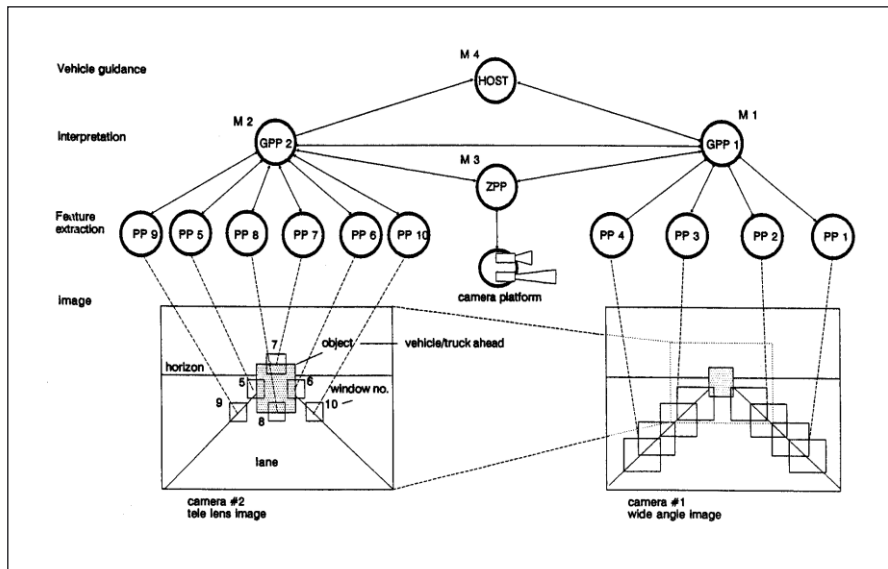 M 4
Vehicle guidance
HOST
M 2
M 1
Interpretation
GPP 2
GPP 1
M 3
ZPP
Feature
extraction
PP 9
PP 5
PP 8
PP 7
PP 6
PP 10
PP 4
PP 3
PP 2
PP 1
camera platform
image
7
object
vehicle/truck ahead
horizon
5
6
window no.
9
10
8
lane
camera #2
tele lens image
camera #1
wide angle image